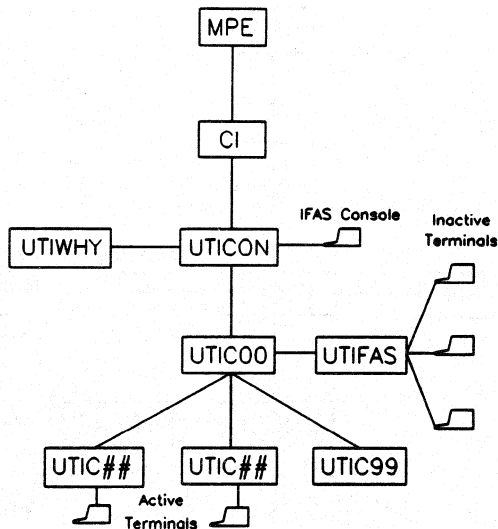 MPE
CI
IFAS Console
Inactive
Terminals
UTIWHY
UTICON
UTIC00
UTIFAS
UTIC##
UTIC##
UTIC99
Active
Terminals